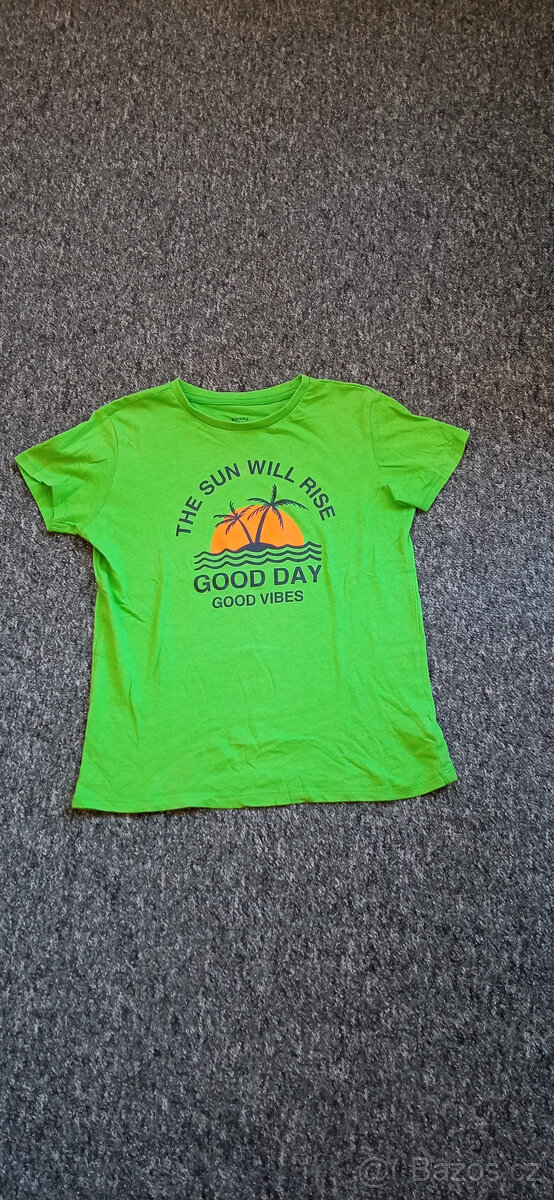 THE SUN WILL RISE
GOOD DAY
GOOD VIBES
Bazos.cz